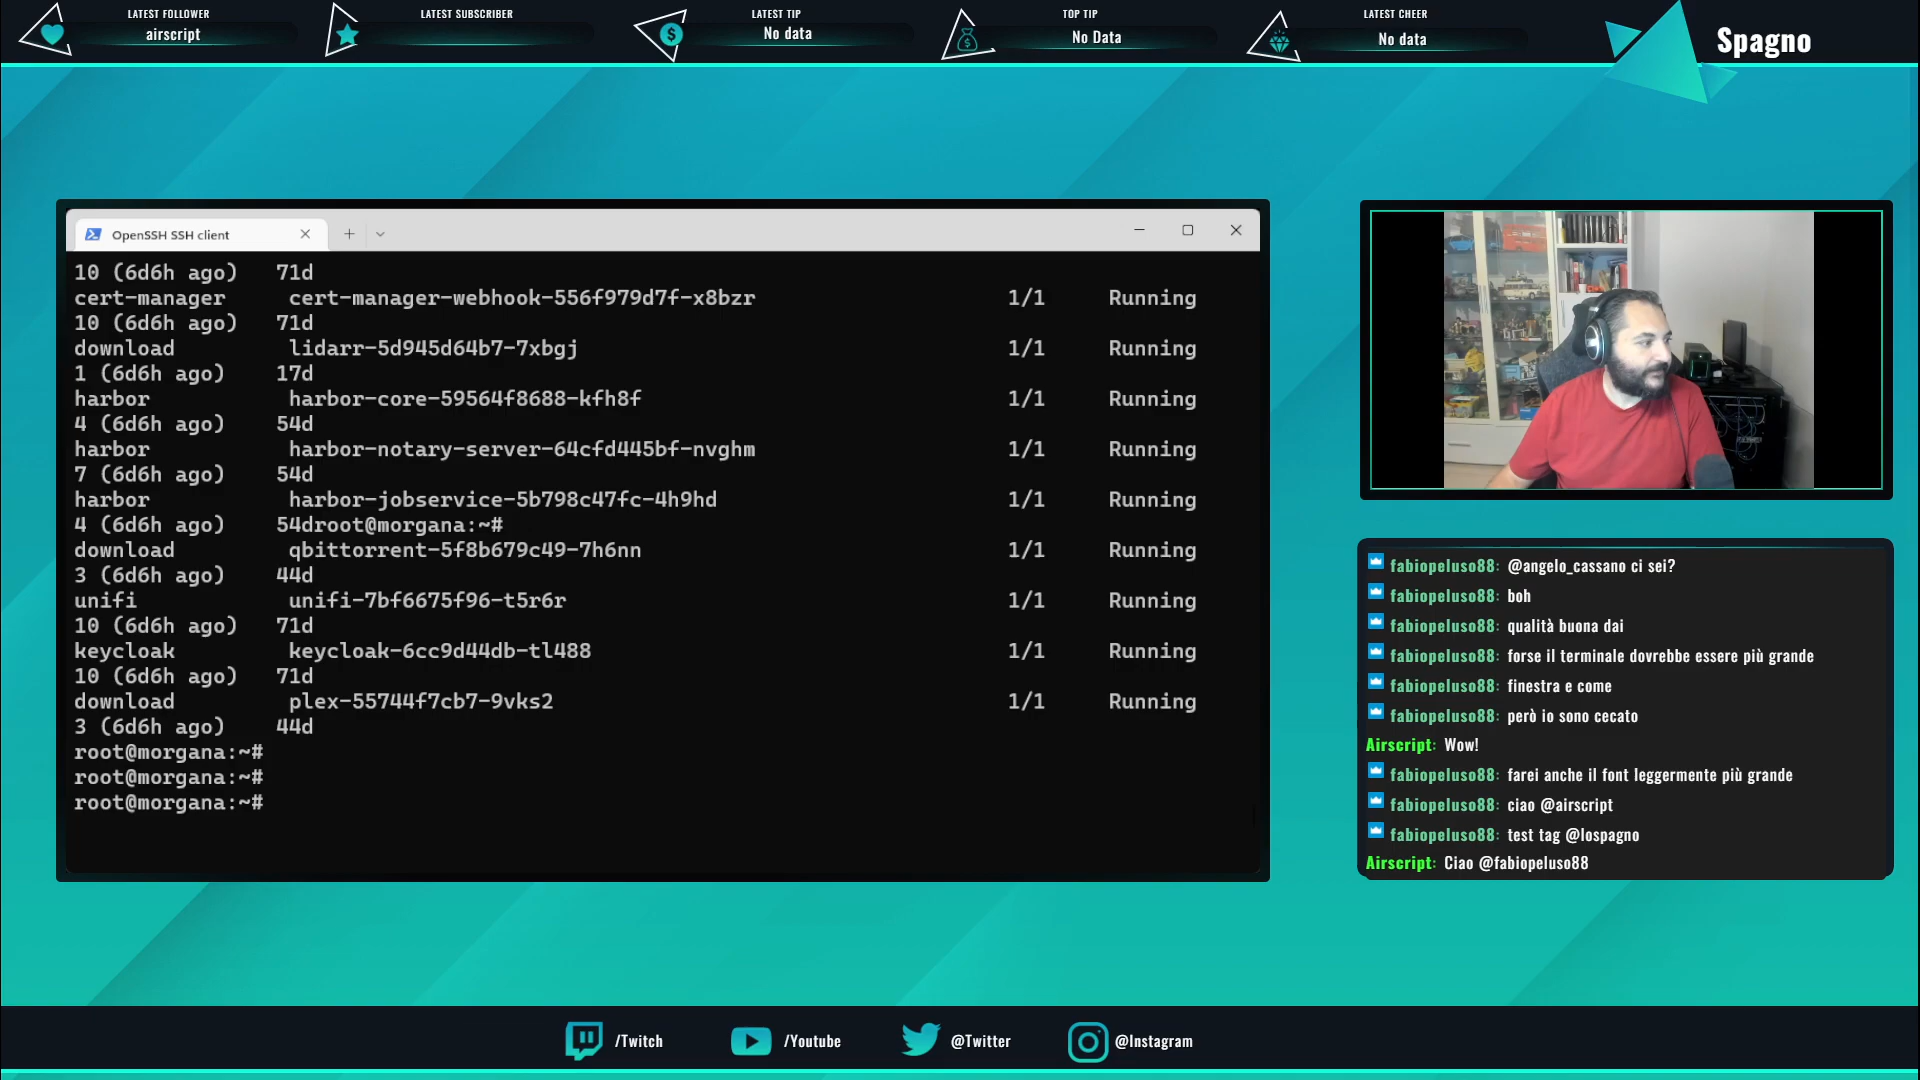 LATEST FOLLOWER
airscript
LATEST SUBSCRIBER
LATEST TIP
No data
TOP TIP
No Data
LATEST CHEER
No data
Spagno
OpenSSH SSH client
10 (6d6h ago) 71d
cert-manager cert-manager-webhook-556f979d7f-x8bzr 1/1 Running
10 (6d6h ago) 71d
download lidarr-5d945d64b7-7xbgj 1/1 Running
1 (6d6h ago) 17d
harbor harbor-core-59564f8688-kfh8f 1/1 Running
4 (6d6h ago) 54d
harbor harbor-notary-server-64cfd445bf-nvghm 1/1 Running
7 (6d6h ago) 54d
harbor harbor-jobservice-5b798c47fc-4h9hd 1/1 Running
4 (6d6h ago) 54droot@morgana:~#
download qbittorrent-5f8b679c49-7h6nn 1/1 Running
3 (6d6h ago) 44d
unifi unifi-7bf6675f96-t5r6r 1/1 Running
10 (6d6h ago) 71d
keycloak keycloak-6cc9d44db-tl488 1/1 Running
10 (6d6h ago) 71d
download plex-55744f7cb7-9vks2 1/1 Running
3 (6d6h ago) 44d
root@morgana:~#
root@morgana:~#
root@morgana:~#
fabiopeluso88: @angelo_cassano ci sei?
fabiopeluso88: boh
fabiopeluso88: qualità buona dai
fabiopeluso88: forse il terminale dovrebbe essere più grande
fabiopeluso88: finestra e come
fabiopeluso88: però io sono cecato
Airscript: Wow!
fabiopeluso88: farei anche il font leggermente più grande
fabiopeluso88: ciao @airscript
fabiopeluso88: test tag @lospagno
Airscript: Ciao @fabiopeluso88
/Twitch
/Youtube
@Twitter
@Instagram